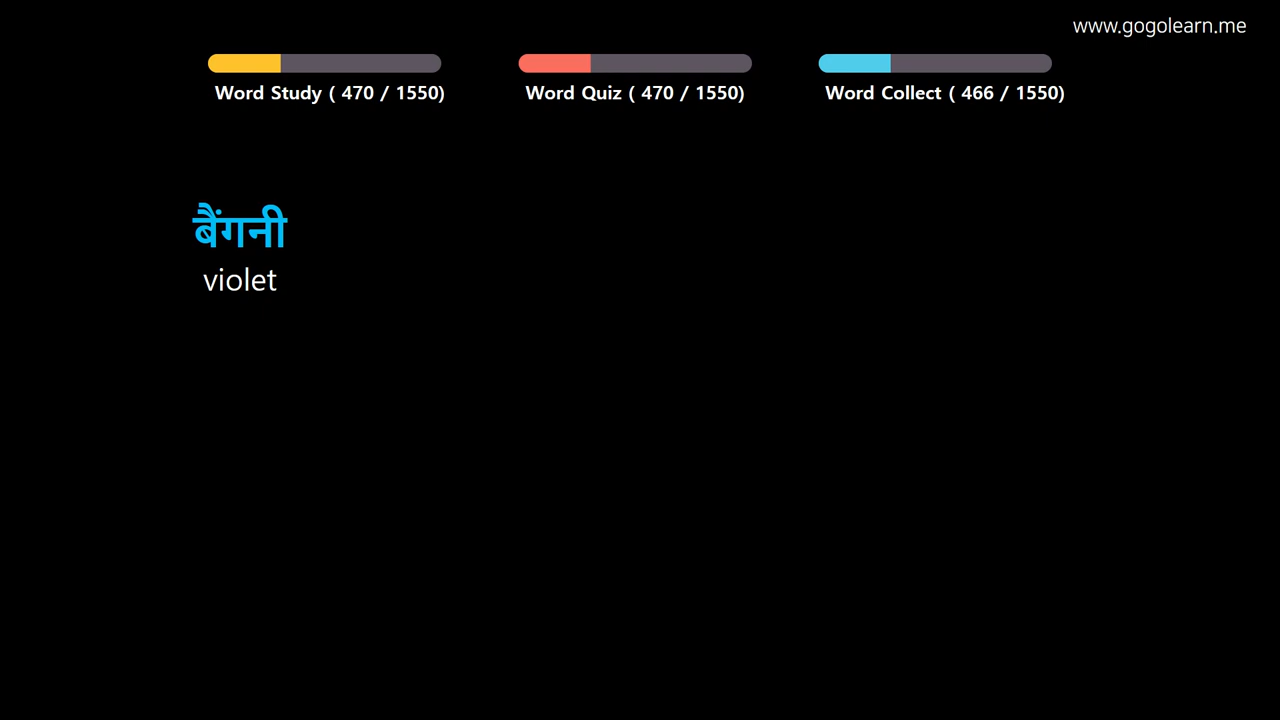 www.gogolearn.me
Word Study ( 470 / 1550)
Word Quiz ( 470 / 1550)
Word Collect ( 466 / 1550)
बैंगनी
violet